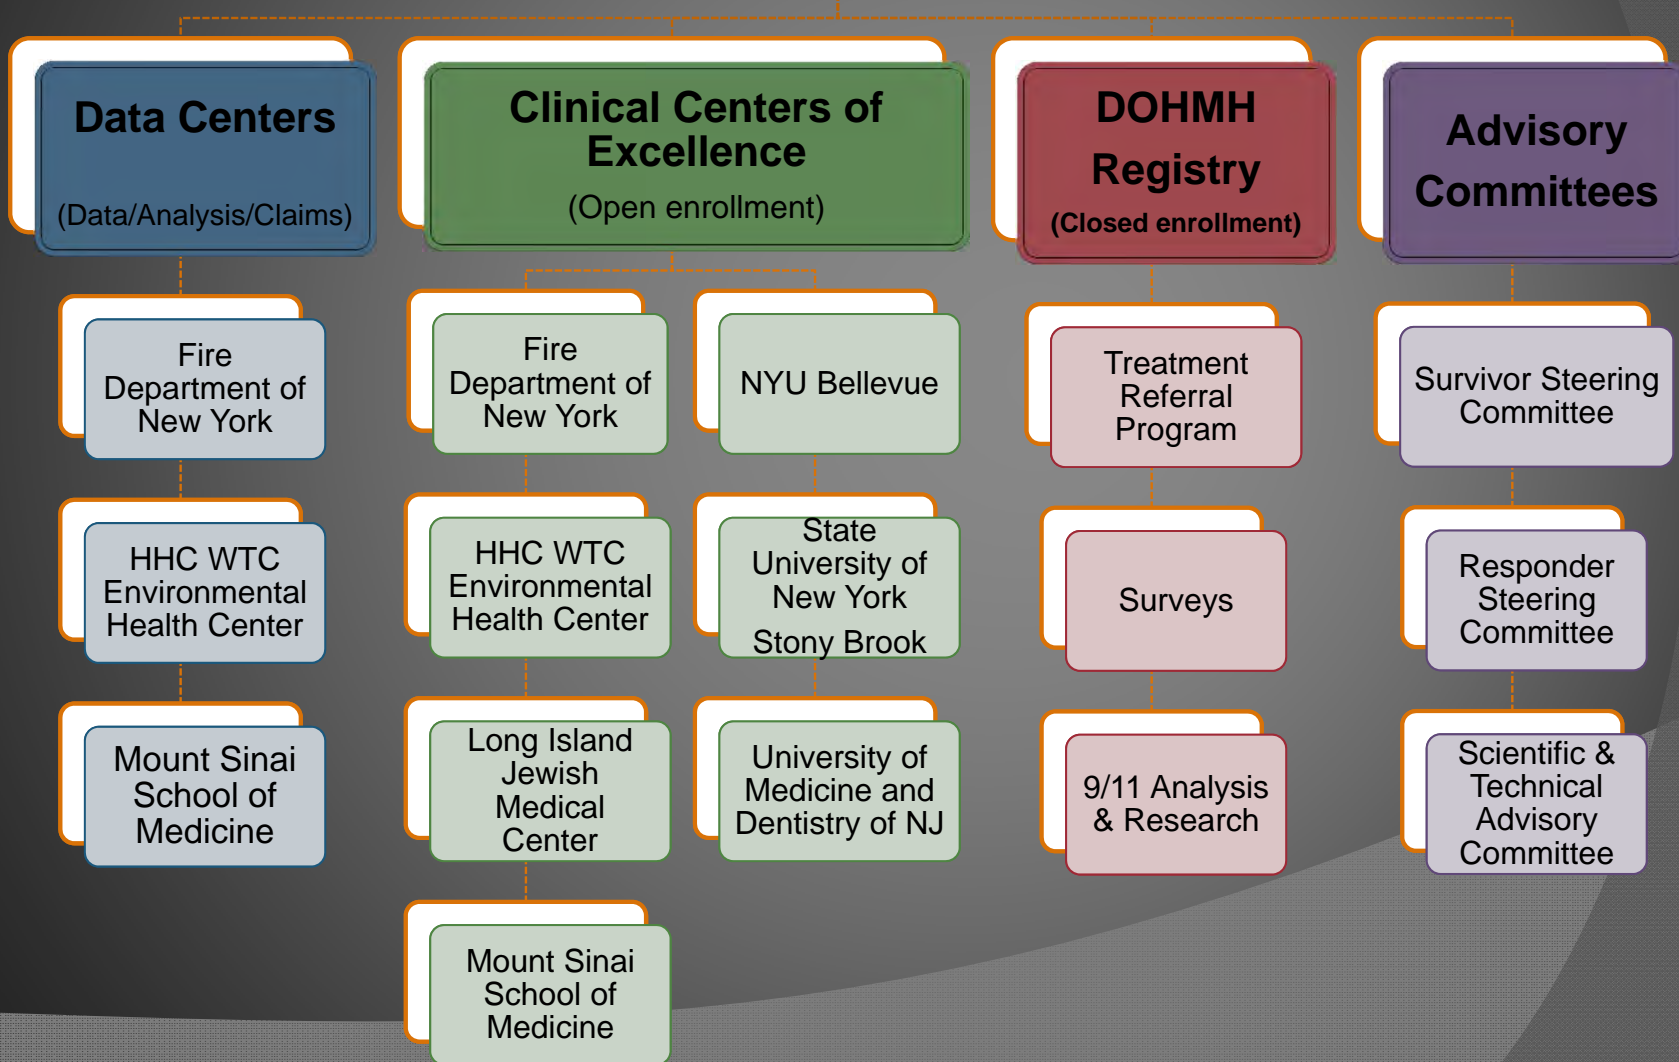 Data Centers
(Data/Analysis/Claims)
Fire
Department of
New York
HHC WTC
Environmental
Health Center
Mount Sinai
School of
Medicine
Clinical Centers of
Excellence
(Open enrollment)
Fire
Department of
New York
HHC WTC
Environmental
Health Center
Long Island
Jewish
Medical
Center
Mount Sinai
School of
Medicine
NYU Bellevue
State
University of
New York
Stony Brook
University of
Medicine and
Dentistry of NJ
DOHMH
Registry
(Closed enrollment)
Treatment
Referral
Program
Surveys
9/11 Analysis
& Research
Advisory
Committees
Survivor Steering
Committee
Responder
Steering
Committee
Scientific &
Technical
Advisory
Committee